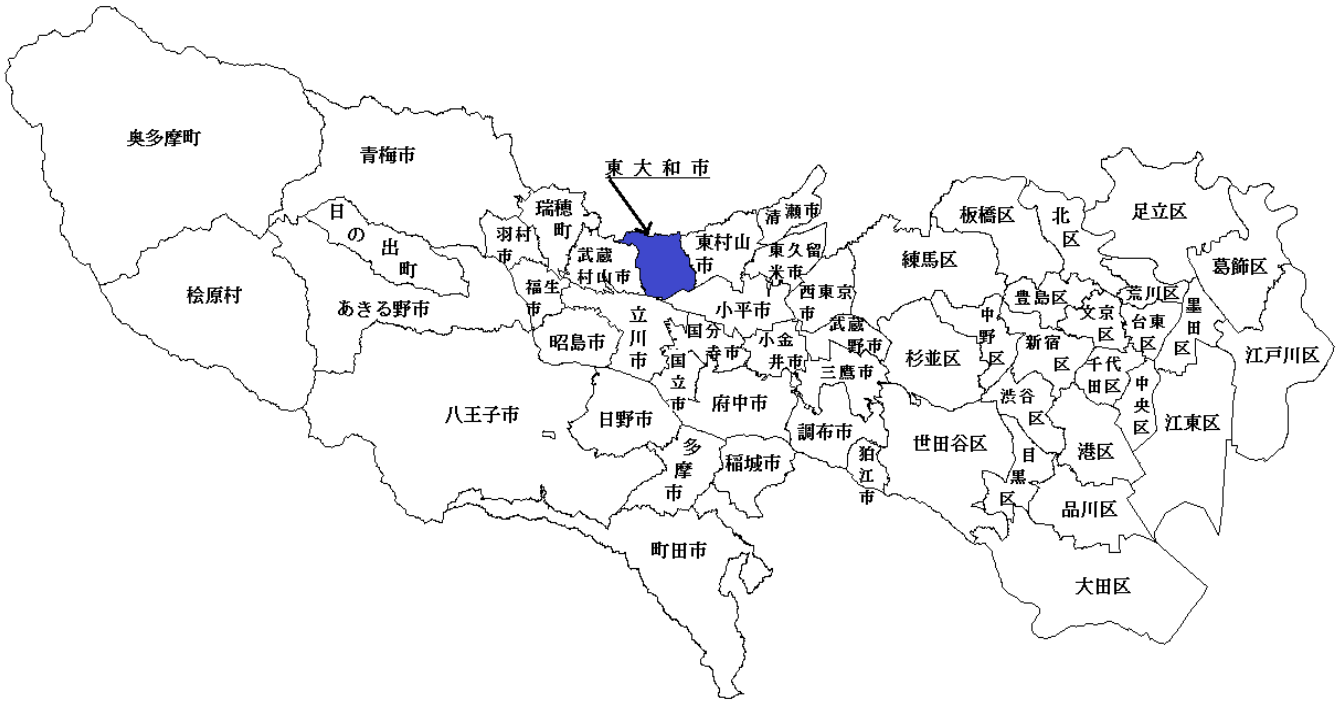 奥多摩町
青梅市
東大和市
瑞穂
町
羽村
市
日
の
出
町
桧原村
あきる野市
福生
市
武蔵
村山市
東村山
市
清瀬市
東久留
米市
西東京
市
小平市
立
川
市
昭島市
国分
寺市
国
立
市
小金
井市
武蔵
野市
三鷹市
八王子市
日野市
府中市
調布市
狛
江
市
多
摩
市
稲城市
町田市
練馬区
板橋区
北
区
足立区
葛飾区
豊島区
荒川区
文京
区
台東
区
墨
田
区
江戸川区
中
野
区
杉並区
新宿
区
千代
田区
中
央
区
渋谷
区
江東区
世田谷区
港区
目
黒
区
品川区
大田区